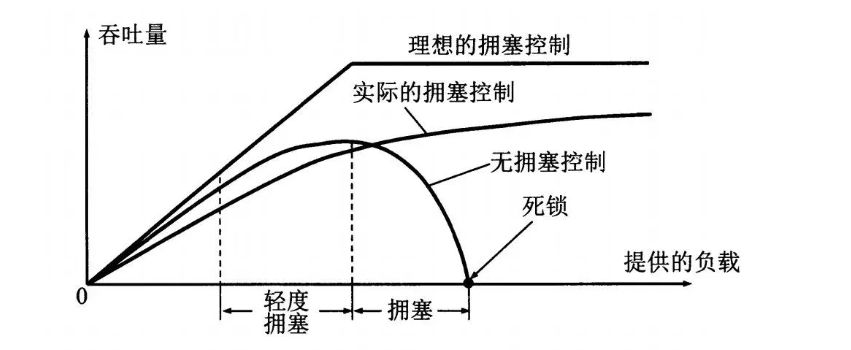 吞吐量
理想的拥塞控制
实际的拥塞控制
无拥塞控制
死锁
提供的负载
0
轻度
拥塞
拥塞